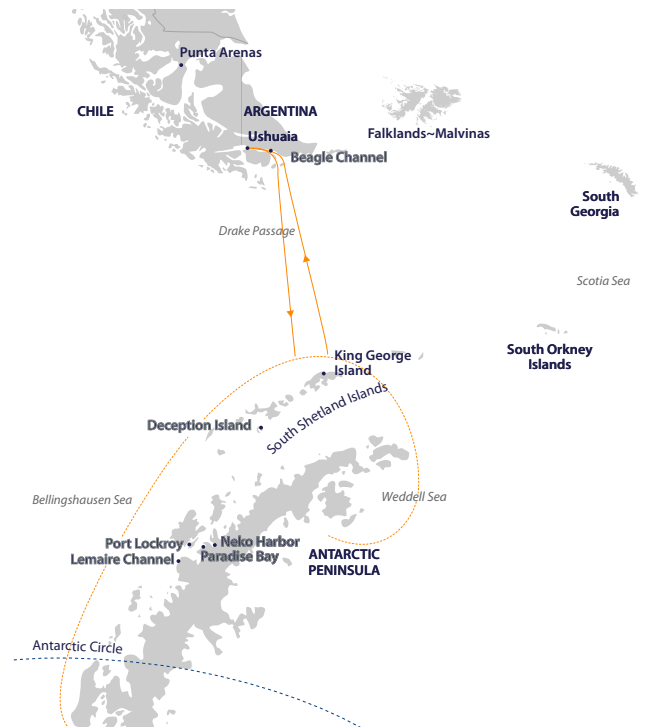 Punta Arenas
CHILE
ARGENTINA
Falklands~Malvinas
Ushuaia
Beagle Channel
South
Georgia
Drake Passage
Scotia Sea
South Orkney
Islands
King George
Island
South Shetland Islands
Deception Island
Bellingshausen Sea
Weddell Sea
Port Lockroy
Neko Harbor
Lemaire Channel
Paradise Bay
ANTARCTIC
PENINSULA
Antarctic Circle